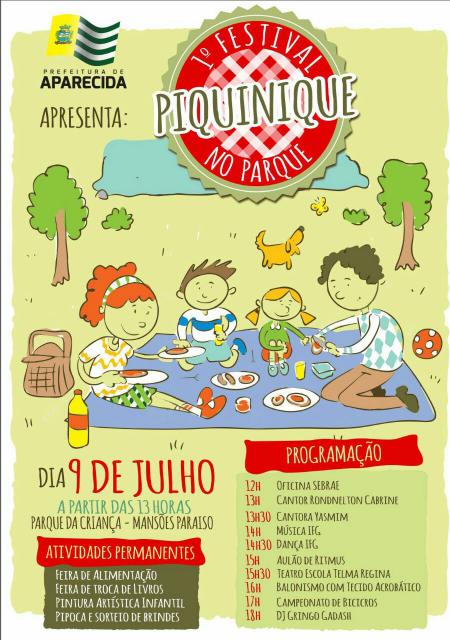 PREFEITURA DE
APARECIDA
APRESENTA:
1º FESTIVAL
PIQUINIQUE
NO PARQUE
DIA 9 DE JULHO
A PARTIR DAS 13 HORAS
PARQUE DA CRIANÇA - MANSÕES PARAISO
ATIVIDADES PERMANENTES
FEIRA DE ALIMENTAÇÃO
FEIRA DE TROCA DE LIVROS
PINTURA ARTÍSTICA INFANTIL
PIPOCA E SORTEIO DE BRINDES
PROGRAMAÇÃO
12H OFICINA SEBRAE
13H CANTOR RONDNELTON CABRINE
13H30 CANTORA YASMIM
14H MÚSICA IFG
14H30 DANÇA IFG
15H AULÃO DE RITMUS
15H30 TEATRO ESCOLA TELMA REGINA
16H BALONISMO COM TECIDO ACROBÁTICO
17H CAMPEONATO DE BICICROS
18H DJ GRINGO GADASH